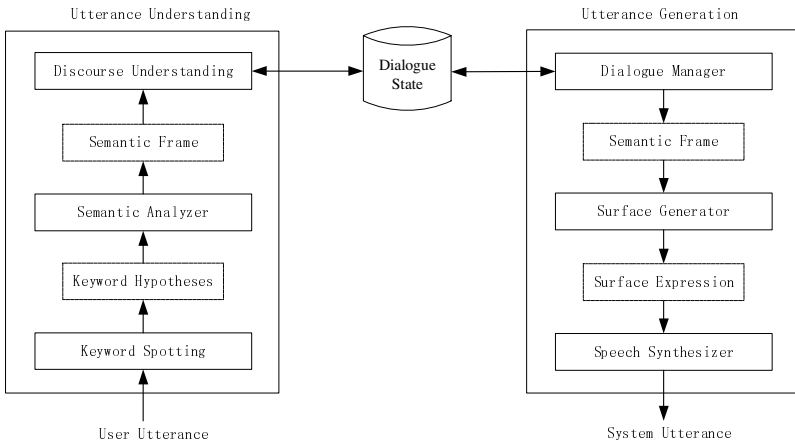 Utterance Understanding
Discourse Understanding
Semantic Frame
Semantic Analyzer
Keyword Hypotheses
Keyword Spotting
User Utterance
Dialogue
State
Utterance Generation
Dialogue Manager
Semantic Frame
Surface Generator
Surface Expression
Speech Synthesizer
System Utterance